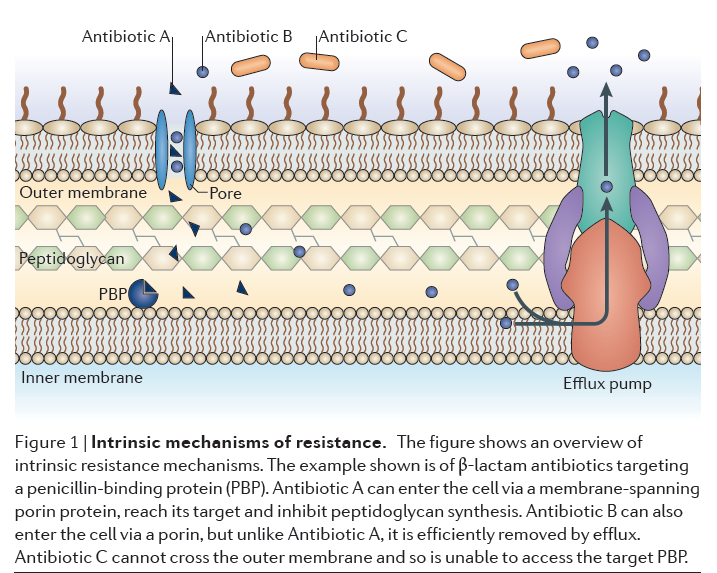 Antibiotic A
Antibiotic B
Antibiotic C
Outer membrane
Pore
Peptidoglycan
PBP
Inner membrane
Efflux pump
Figure 1 | Intrinsic mechanisms of resistance. The figure shows an overview of
intrinsic resistance mechanisms. The example shown is of β-lactam antibiotics targeting
a penicillin-binding protein (PBP). Antibiotic A can enter the cell via a membrane-spanning
porin protein, reach its target and inhibit peptidoglycan synthesis. Antibiotic B can also
enter the cell via a porin, but unlike Antibiotic A, it is efficiently removed by efflux.
Antibiotic C cannot cross the outer membrane and so is unable to access the target PBP.